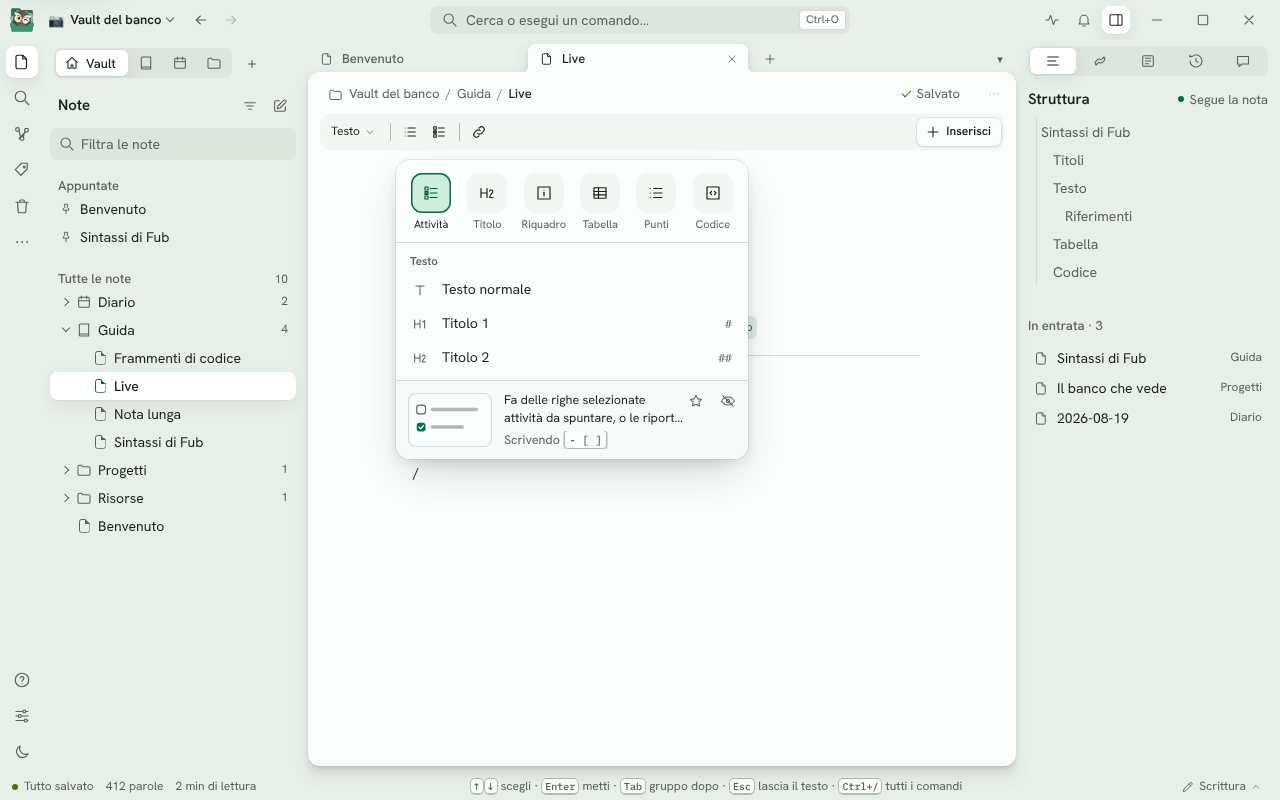 Vault del banco
Cerca o esegui un comando...
Ctrl+O
Vault
Note
Filtra le note
Appuntate
Benvenuto
Sintassi di Fub
Tutte le note 10
Diario 2
Guida 4
Frammenti di codice
Live
Nota lunga
Sintassi di Fub
Progetti 1
Risorse 1
Benvenuto
Benvenuto
Live
Vault del banco / Guida / Live
Salvato
Testo
Inserisci
Attività
H2
Titolo
Riquadro
Tabella
Punti
Codice
Testo
T Testo normale
H1 Titolo 1 #
H2 Titolo 2 ##
Fa delle righe selezionate
attività da spuntare, o le riport...
Scrivendo - [ ]
/
Struttura
Segue la nota
Sintassi di Fub
Titoli
Testo
Riferimenti
Tabella
Codice
In entrata · 3
Sintassi di Fub Guida
Il banco che vede Progetti
2026-08-19 Diario
Tutto salvato 412 parole 2 min di lettura
↑ ↓ scegli · Enter metti · Tab gruppo dopo · Esc lascia il testo · Ctrl+/ tutti i comandi
Scrittura